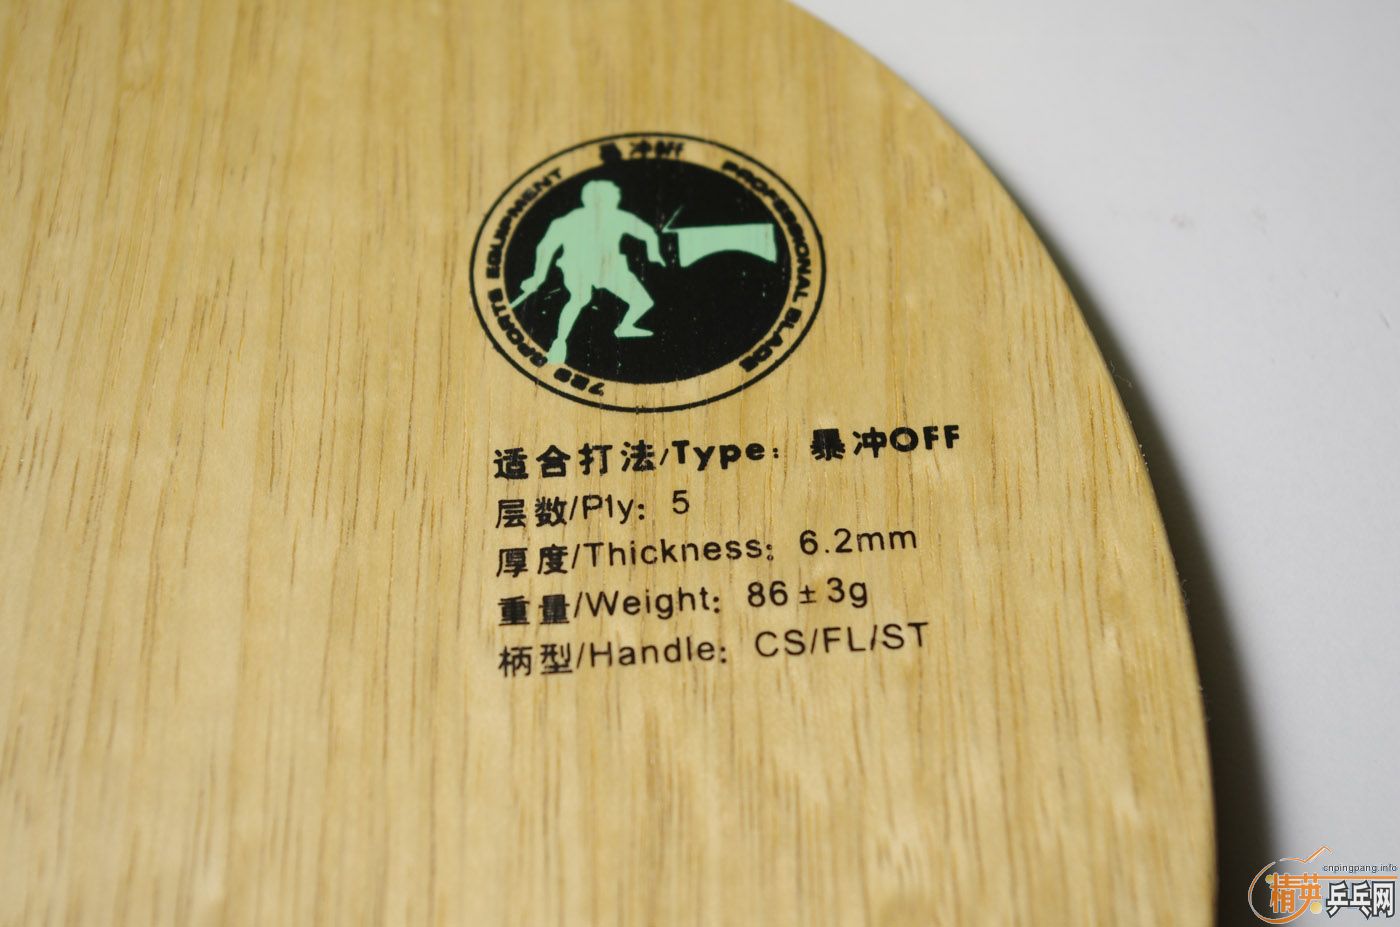 729 SPORTS EQUIPMENT 暴冲off PROFESSIONAL BLADE
适合打法/Type: 暴冲OFF
层数/Ply: 5
厚度/Thickness: 6.2mm
重量/Weight: 86±3g
柄型/Handle: CS/FL/ST
cnpingpang.info
精英乒乓网